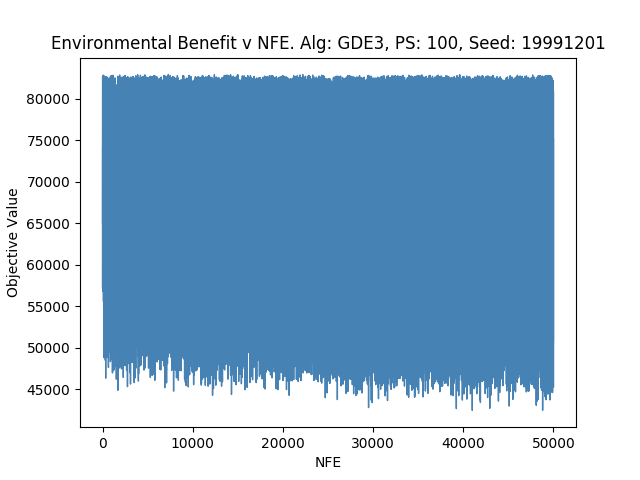 Environmental Benefit v NFE. Alg: GDE3, PS: 100, Seed: 19991201
80000
75000
70000
65000
60000
55000
50000
45000
Objective Value
0 10000 20000 30000 40000 50000
NFE